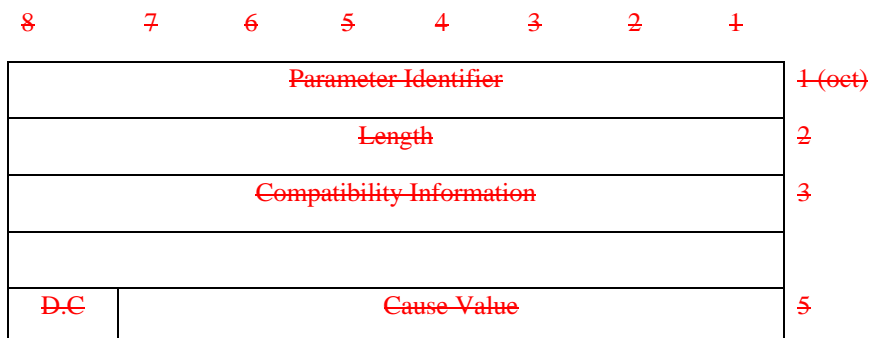 8 7 6 5 4 3 2 1
Parameter Identifier 1 (oct)
Length 2
Compatibility Information 3
D.C Cause Value 5